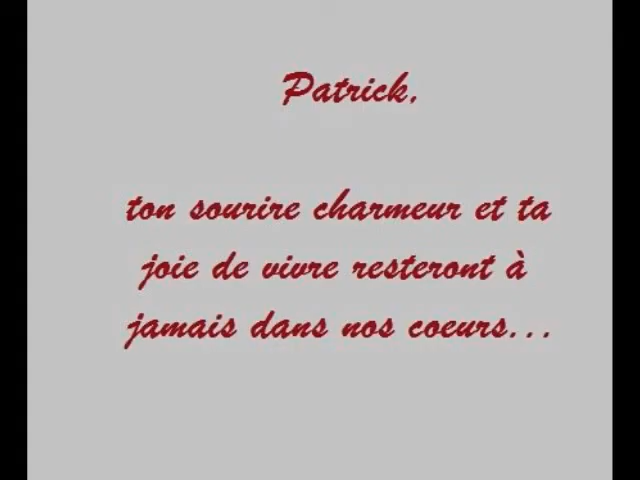 Patrick,
ton sourire charmeur et ta
joie de vivre resteront à
jamais dans nos coeurs...